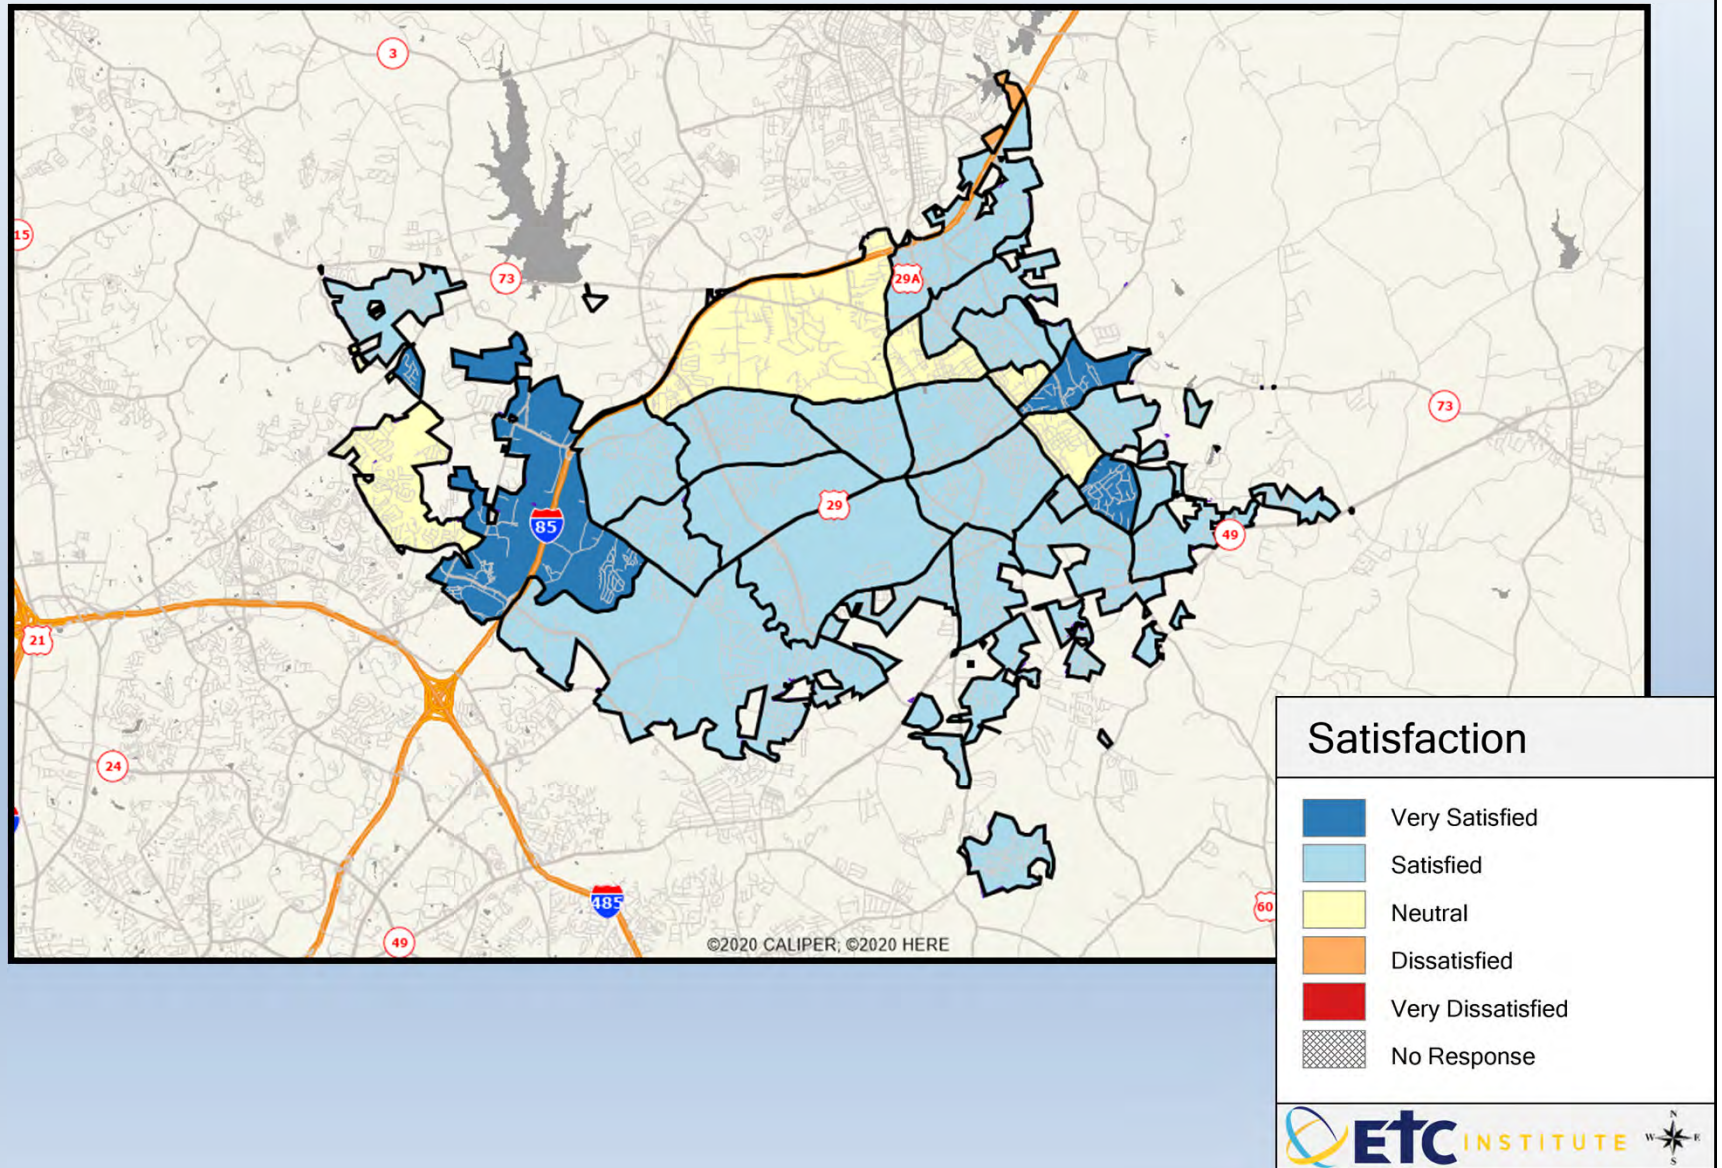 3
15
73
29A
73
29
85
49
21
24
485
60
49
©2020 CALIPER; ©2020 HERE
Satisfaction
Very Satisfied
Satisfied
Neutral
Dissatisfied
Very Dissatisfied
No Response
ETC INSTITUTE
N
W E
S